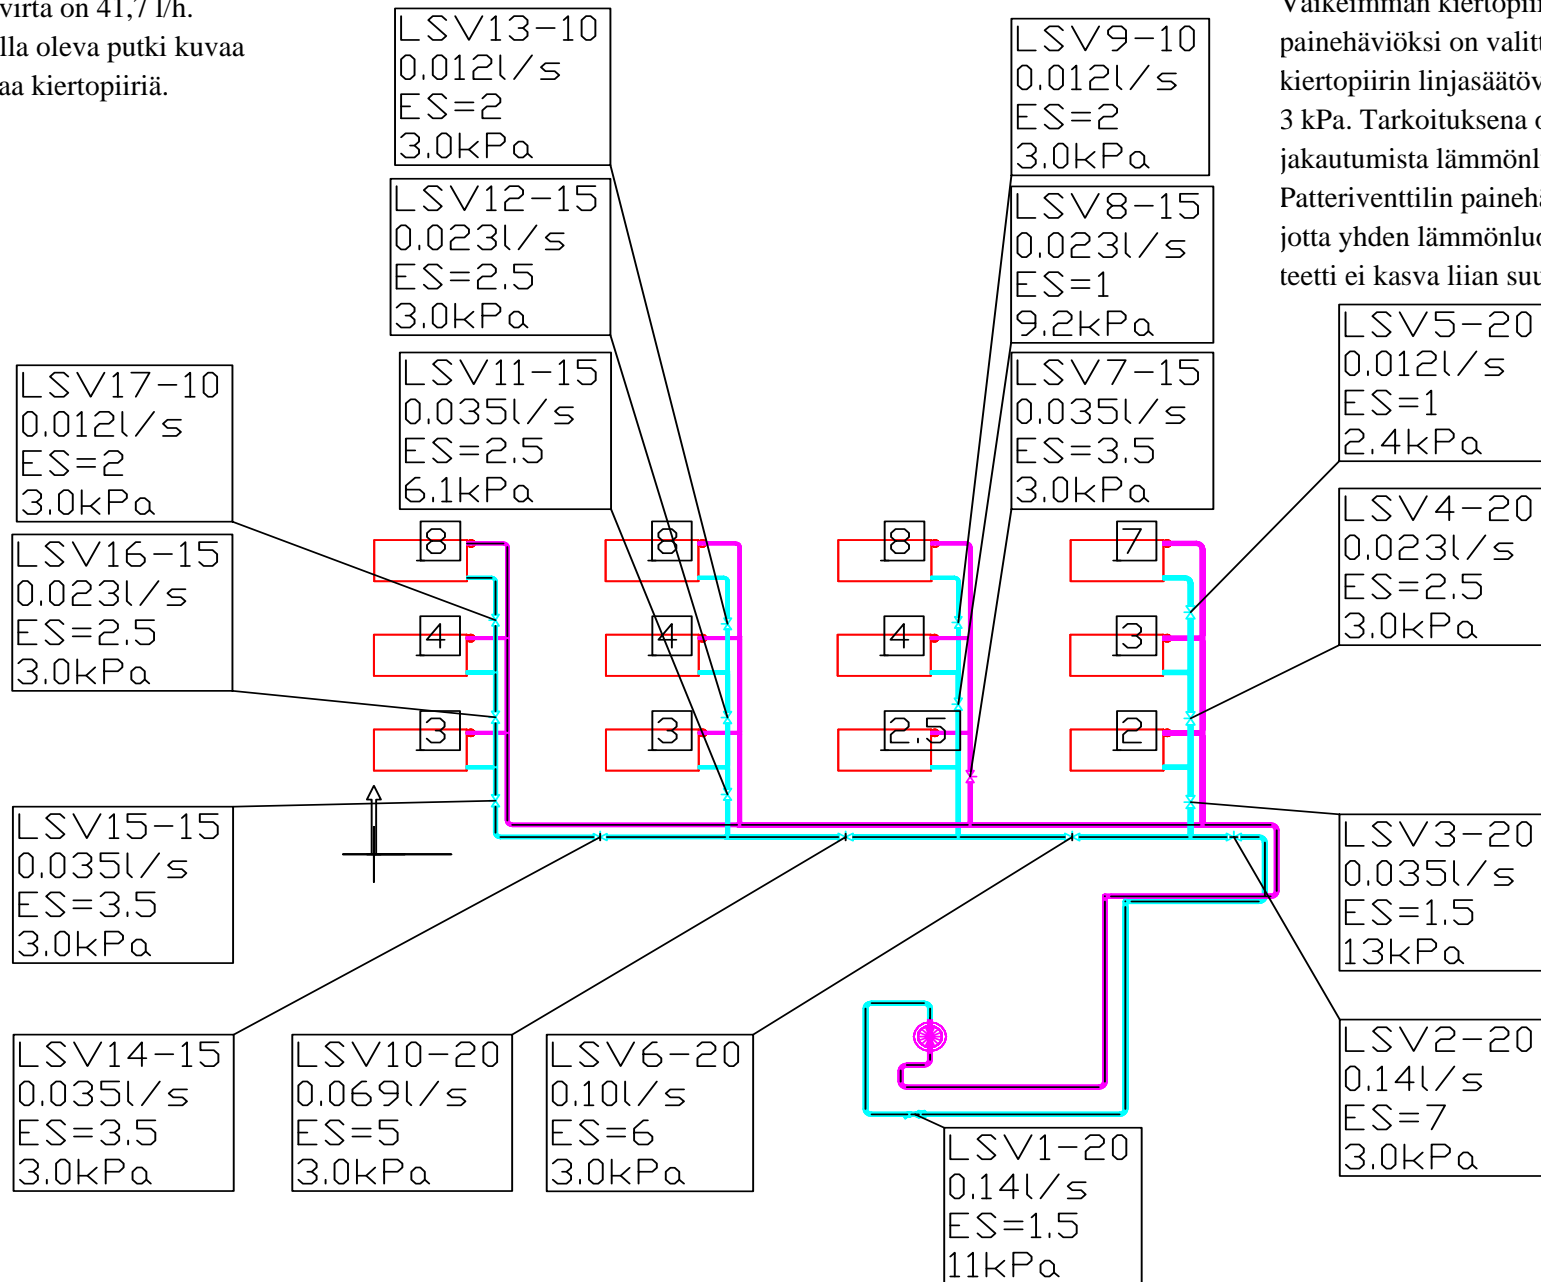 virta on 41,7 l/h.
lla oleva putki kuvaa
aa kiertopiiriä.
painehäviöksi on valitt
kiertopiirin linjasäätöv
3 kPa. Tarkoituksena o
jakautumista lämmönl
Patteriventtilin painehä
jotta yhden lämmönluo
teetti ei kasva liian suu
LSV13-10
0.012l/s
ES=2
3.0kPa
LSV12-15
0.023l/s
ES=2.5
3.0kPa
LSV11-15
0.035l/s
ES=2.5
6.1kPa
LSV9-10
0.012l/s
ES=2
3.0kPa
LSV8-15
0.023l/s
ES=1
9.2kPa
LSV7-15
0.035l/s
ES=3.5
3.0kPa
LSV5-20
0.012l/s
ES=1
2.4kPa
LSV4-20
0.023l/s
ES=2.5
3.0kPa
LSV17-10
0.012l/s
ES=2
3.0kPa
LSV16-15
0.023l/s
ES=2.5
3.0kPa
8
8
8
7
4
4
4
3
3
3
2.5
2
LSV15-15
0.035l/s
ES=3.5
3.0kPa
LSV3-20
0.035l/s
ES=1.5
13kPa
LSV14-15
0.035l/s
ES=3.5
3.0kPa
LSV10-20
0.069l/s
ES=5
3.0kPa
LSV6-20
0.10l/s
ES=6
3.0kPa
LSV1-20
0.14l/s
ES=1.5
11kPa
LSV2-20
0.14l/s
ES=7
3.0kPa